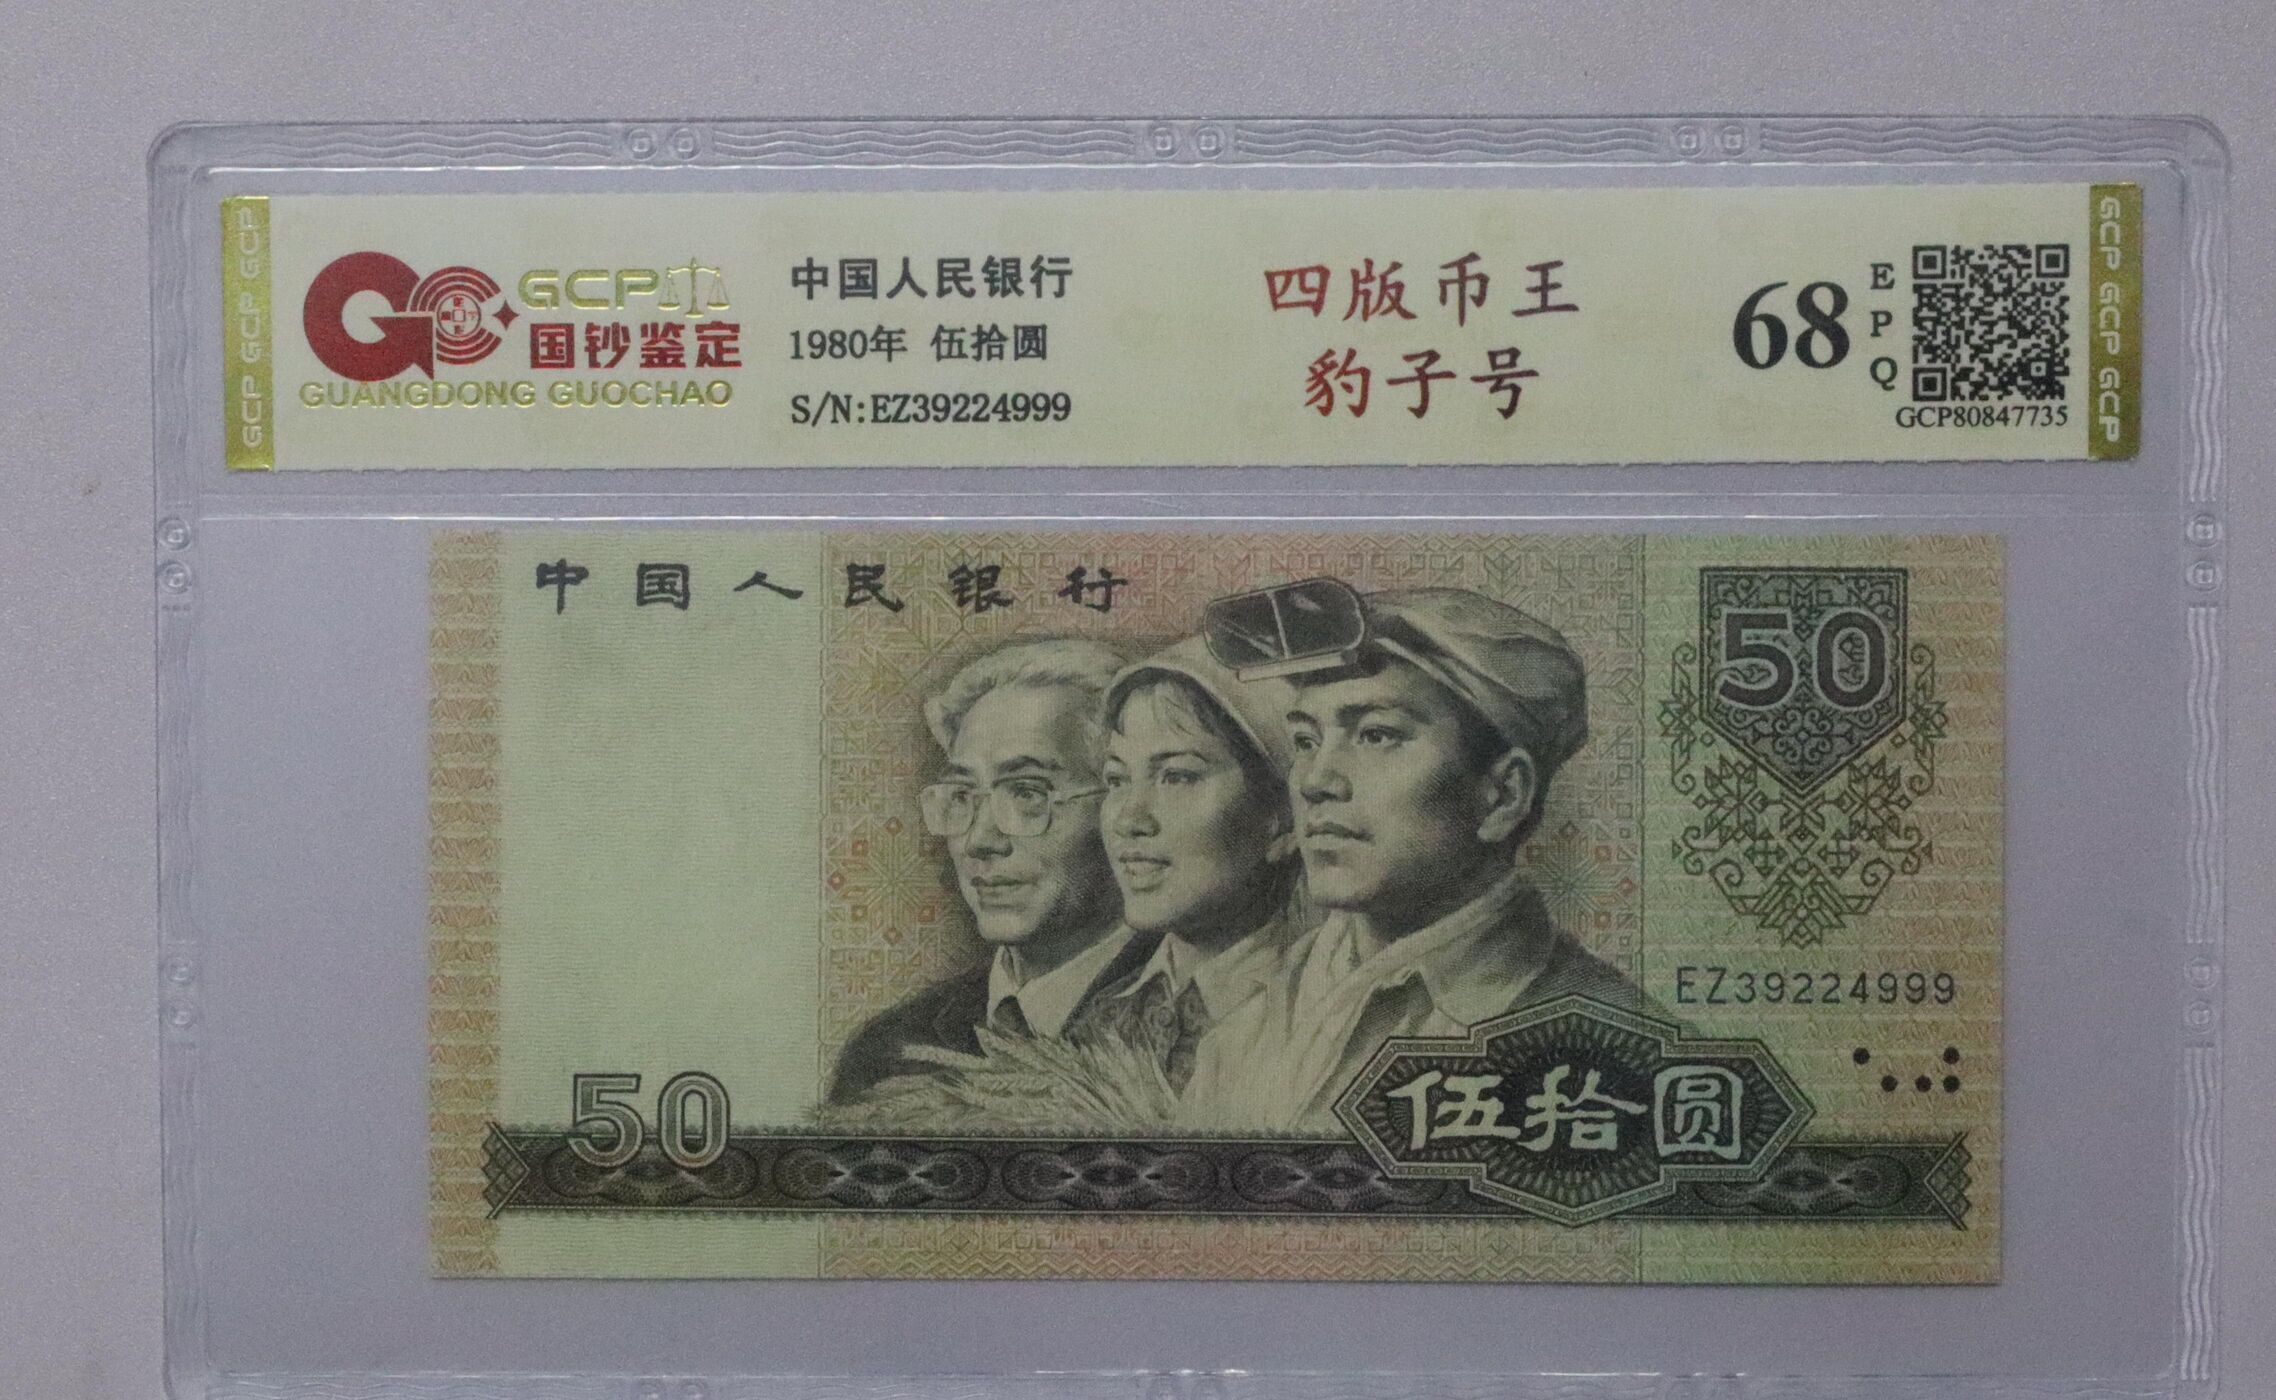 GCP GCP GCP
GCP
国钞鉴定
GUANGDONG GUOCHAO
中国人民银行
1980年 伍拾圆
S/N:EZ39224999
四版币王
豹子号
68
EPQ
GCP80847735
GCP GCP GCP
中国人民银行
50
EZ39224999
50
伍拾圆